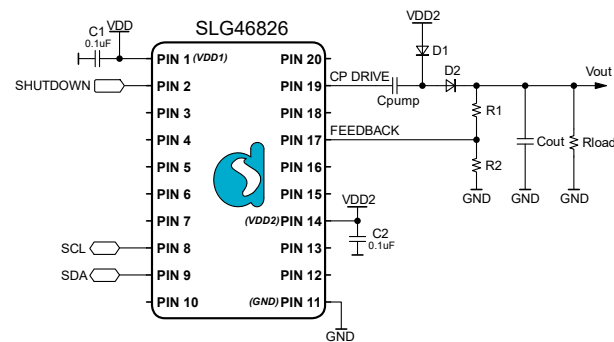 SLG46826
C1
0.1uF
VDD
PIN 1 (VDD1)
SHUTDOWN
PIN 2
PIN 3
PIN 4
PIN 5
PIN 6
PIN 7
SCL
PIN 8
SDA
PIN 9
PIN 10
PIN 20
PIN 19
CP DRIVE
PIN 18
PIN 17
FEEDBACK
PIN 16
PIN 15
(VDD2) PIN 14
PIN 13
PIN 12
(GND) PIN 11
GND
VDD2
C2
0.1uF
VDD2
D1
D2
Cpump
Vout
R1
R2
GND
Cout
GND
Rload
GND